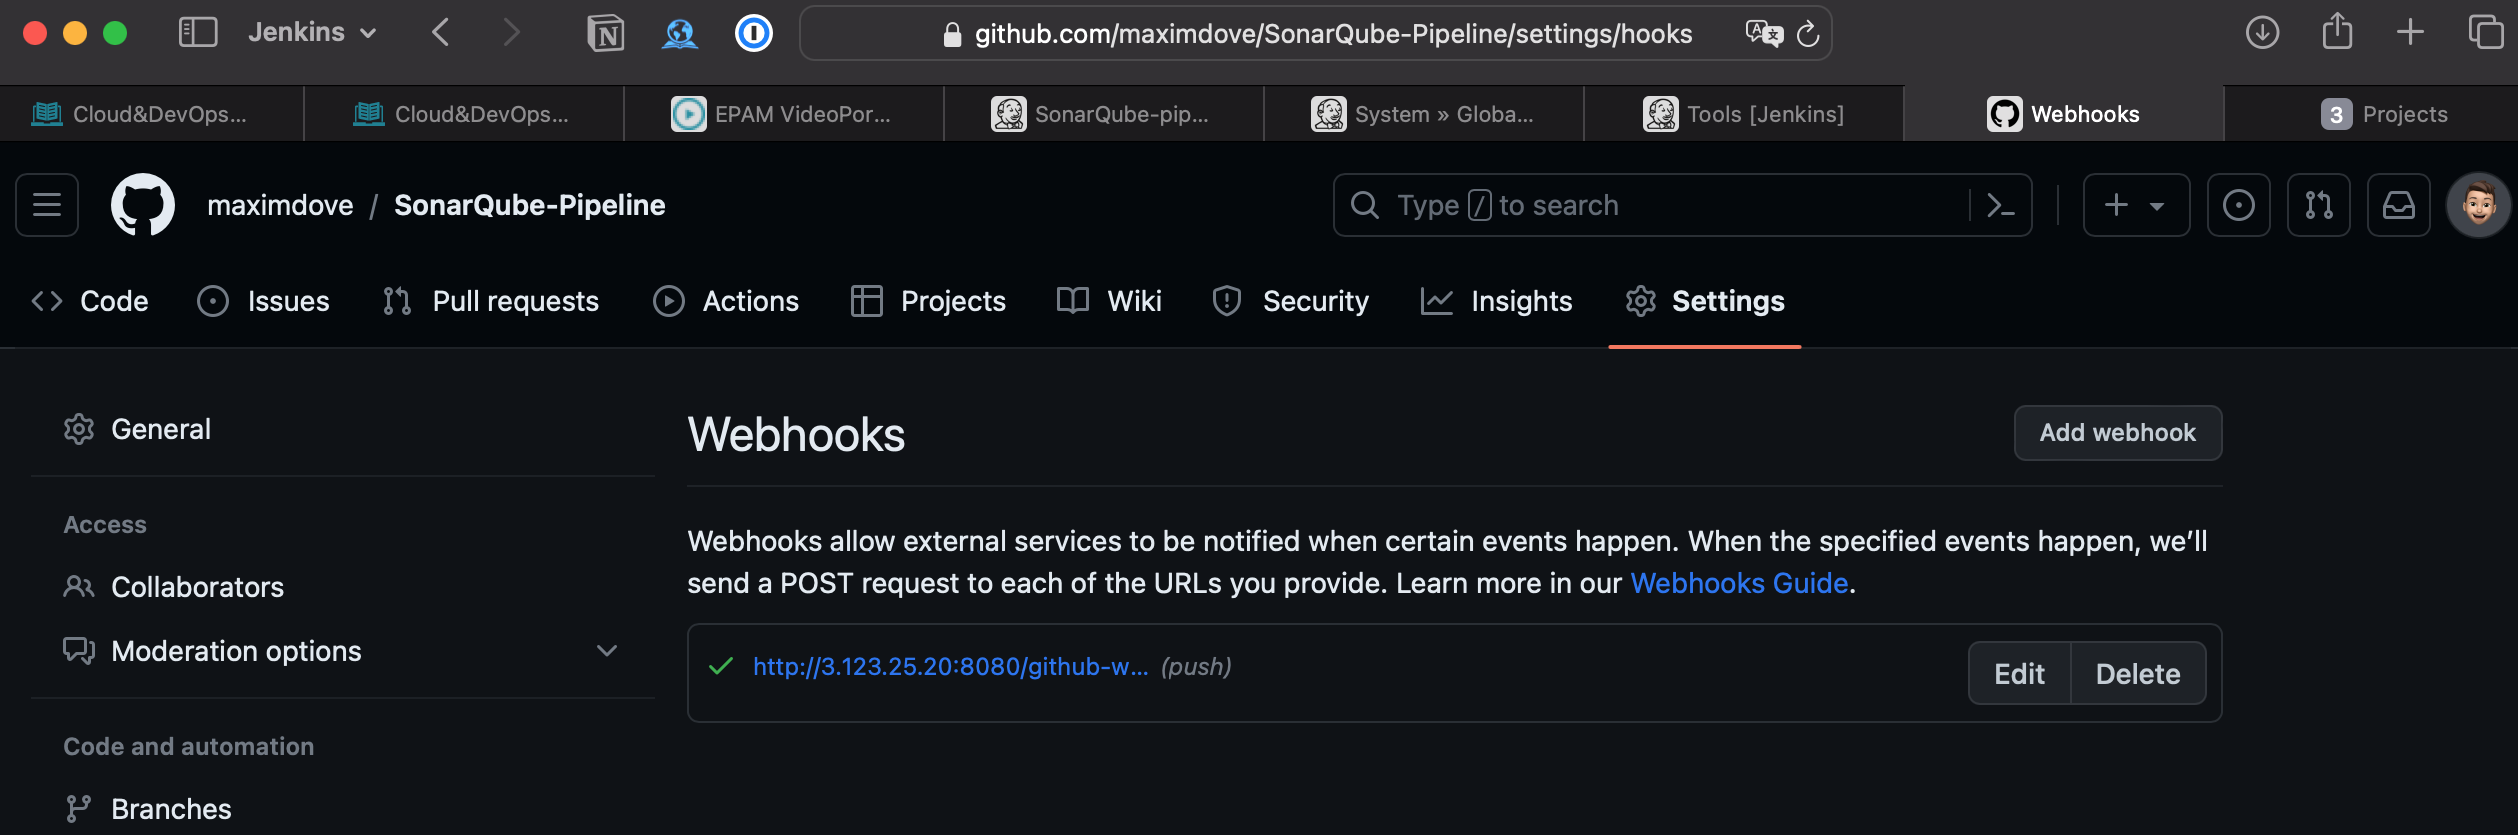 Jenkins
github.com/maximdove/SonarQube-Pipeline/settings/hooks
Cloud&DevOps...
Cloud&DevOps...
EPAM VideoPor...
SonarQube-pip...
System » Globa...
Tools [Jenkins]
Webhooks
3 Projects
maximdove / SonarQube-Pipeline
Type / to search
Code
Issues
Pull requests
Actions
Projects
Wiki
Security
Insights
Settings
General
Access
Collaborators
Moderation options
Code and automation
Branches
Webhooks
Add webhook
Webhooks allow external services to be notified when certain events happen. When the specified events happen, we’ll
send a POST request to each of the URLs you provide. Learn more in our Webhooks Guide.
http://3.123.25.20:8080/github-w... (push)
Edit
Delete